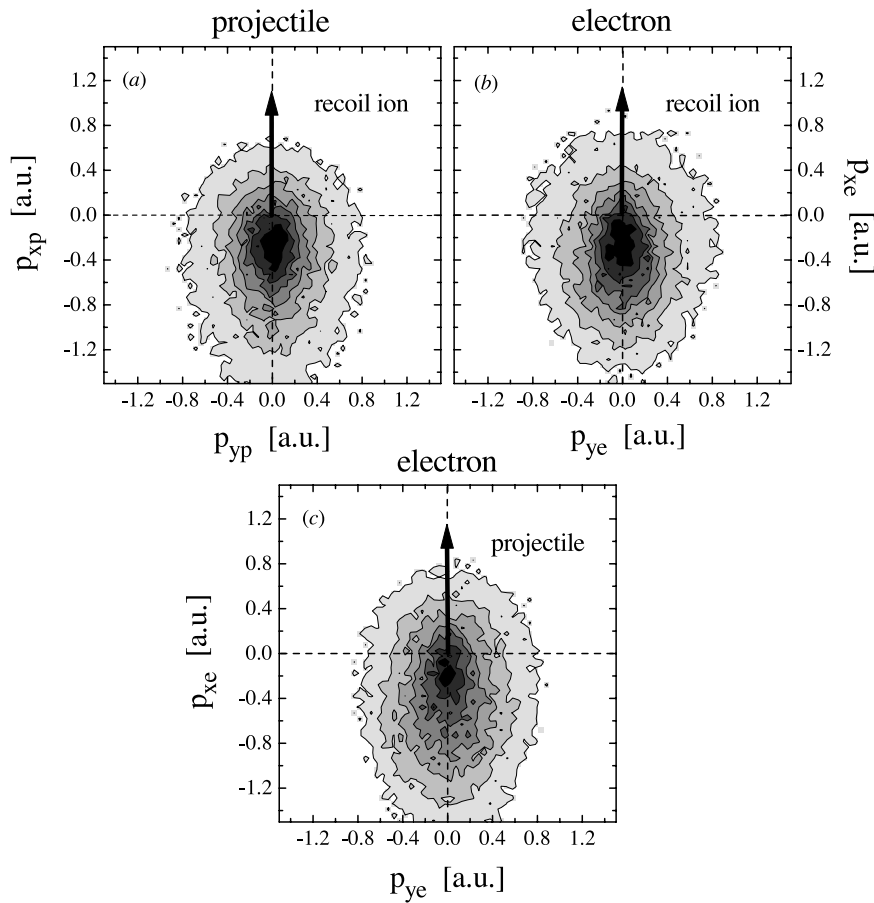 projectile
electron
(a)
recoil ion
1.2
0.8
0.4
0.0
-0.4
-0.8
-1.2
p_xp [a.u.]
-1.2 -0.8 -0.4 0.0 0.4 0.8 1.2
p_yp [a.u.]
(b)
recoil ion
1.2
0.8
0.4
0.0
-0.4
-0.8
-1.2
p_xe [a.u.]
-1.2 -0.8 -0.4 0.0 0.4 0.8 1.2
p_ye [a.u.]
electron
(c)
projectile
1.2
0.8
0.4
0.0
-0.4
-0.8
-1.2
p_xe [a.u.]
-1.2 -0.8 -0.4 0.0 0.4 0.8 1.2
p_ye [a.u.]